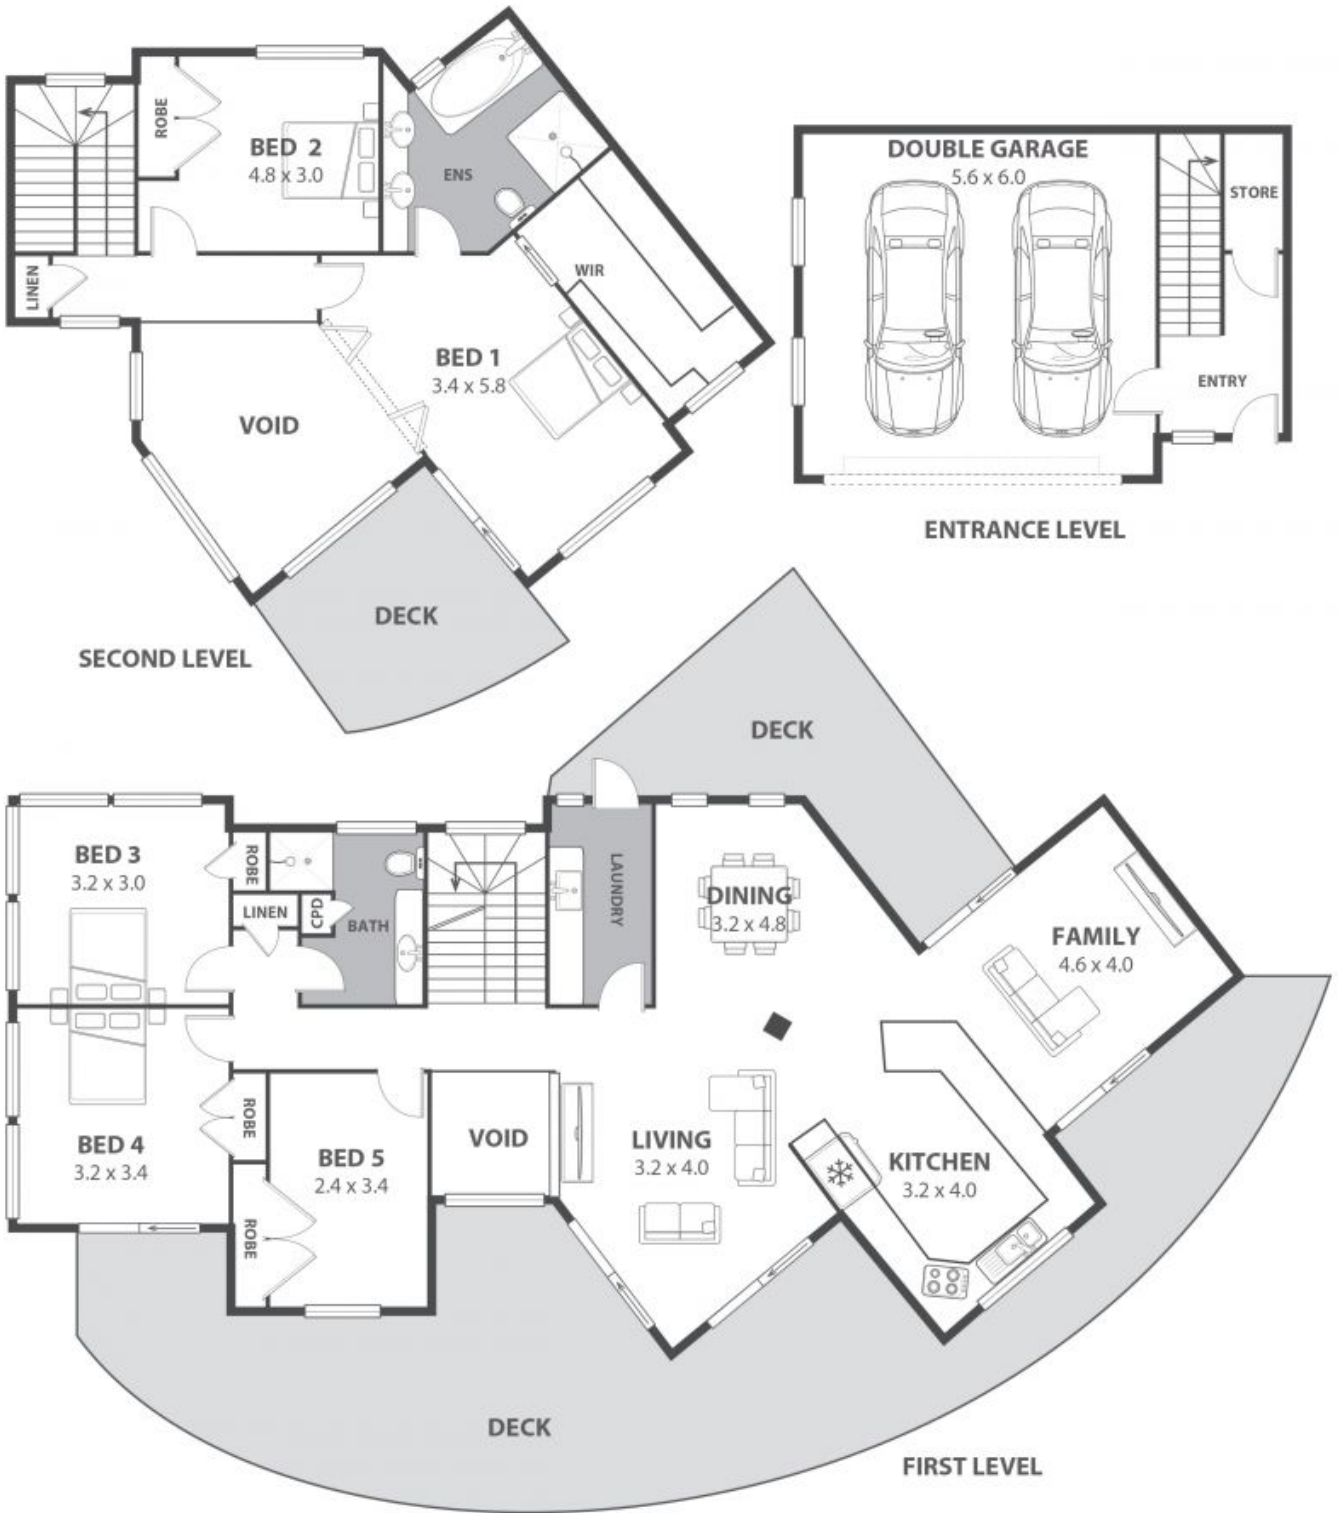 ROBE
BED 2
4.8 x 3.0
ENS
LINEN
WIR
BED 1
3.4 x 5.8
VOID
DECK
SECOND LEVEL
DOUBLE GARAGE
5.6 x 6.0
STORE
ENTRY
ENTRANCE LEVEL
DECK
BED 3
3.2 x 3.0
ROBE
LINEN
CPD
BATH
LAUNDRY
DINING
3.2 x 4.8
FAMILY
4.6 x 4.0
BED 4
3.2 x 3.4
ROBE
ROBE
BED 5
2.4 x 3.4
VOID
LIVING
3.2 x 4.0
KITCHEN
3.2 x 4.0
DECK
FIRST LEVEL